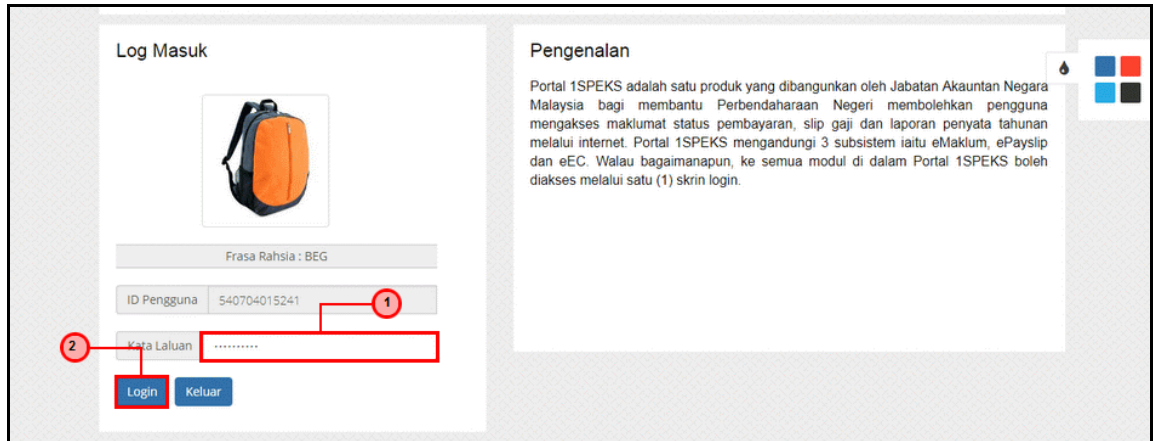 Log Masuk
Frasa Rahsia : BEG
ID Pengguna 540704015241
1
2
Kata Laluan ··········
Login Keluar
Pengenalan
Portal 1SPEKS adalah satu produk yang dibangunkan oleh Jabatan Akauntan Negara
Malaysia bagi membantu Perbendaharaan Negeri membolehkan pengguna
mengakses maklumat status pembayaran, slip gaji dan laporan penyata tahunan
melalui internet. Portal 1SPEKS mengandungi 3 subsistem iaitu eMaklum, ePayslip
dan eEC. Walau bagaimanapun, ke semua modul di dalam Portal 1SPEKS boleh
diakses melalui satu (1) skrin login.